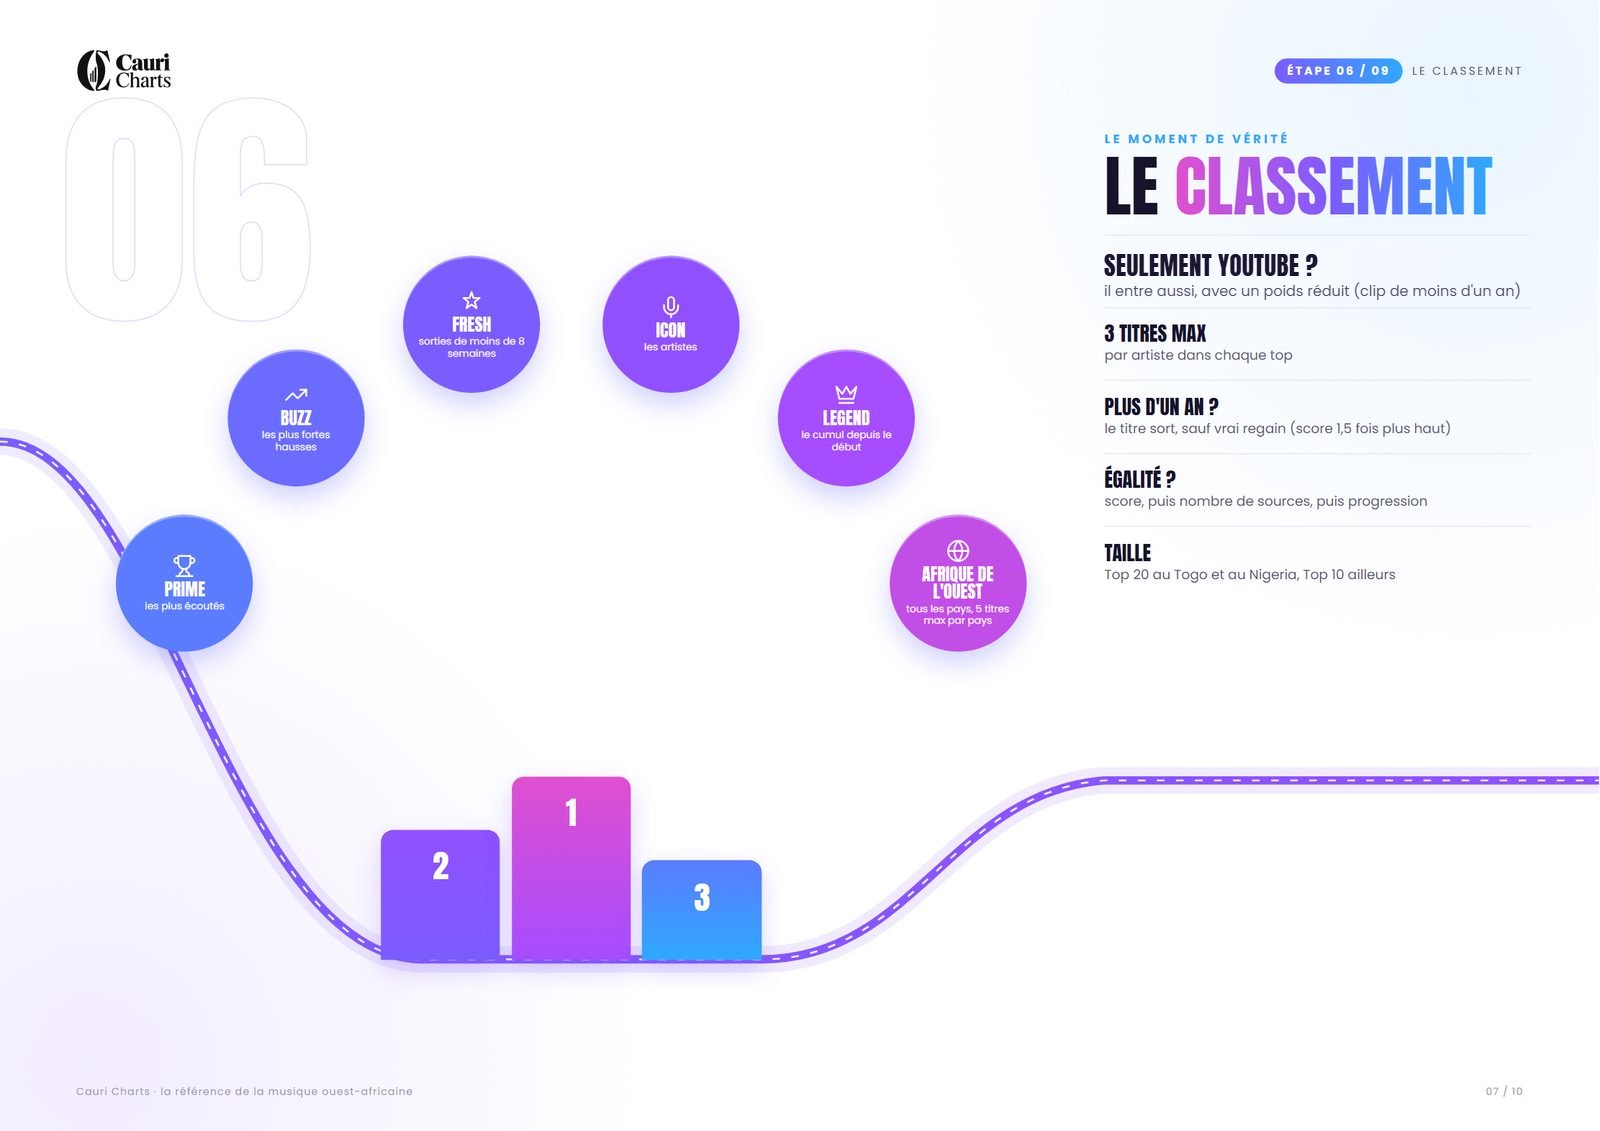 Cauri
Charts
ÉTAPE 06 / 09
LE CLASSEMENT
06
LE MOMENT DE VÉRITÉ
LE CLASSEMENT
SEULEMENT YOUTUBE ?
il entre aussi, avec un poids réduit (clip de moins d'un an)
3 TITRES MAX
par artiste dans chaque top
PLUS D'UN AN ?
le titre sort, sauf vrai regain (score 1,5 fois plus haut)
ÉGALITÉ ?
score, puis nombre de sources, puis progression
TAILLE
Top 20 au Togo et au Nigeria, Top 10 ailleurs
PRIME
les plus écoutés
BUZZ
les plus fortes
hausses
FRESH
sorties de moins de 8
semaines
ICON
les artistes
LEGEND
le cumul depuis le
début
AFRIQUE DE
L'OUEST
tous les pays, 5 titres
max par pays
2
1
3
Cauri Charts · la référence de la musique ouest-africaine
07 / 10